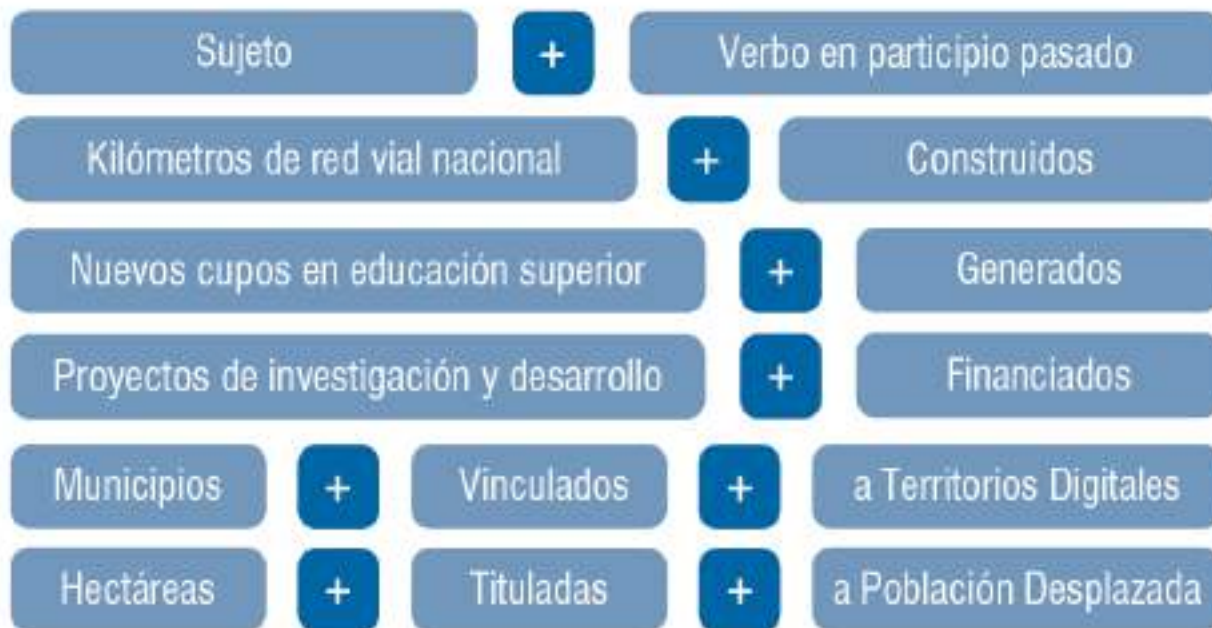 Sujeto + Verbo en participio pasado
Kilómetros de red vial nacional + Construidos
Nuevos cupos en educación superior + Generados
Proyectos de investigación y desarrollo + Financiados
Municipios + Vinculados + a Territorios Digitales
Hectáreas + Tituladas + a Población Desplazada